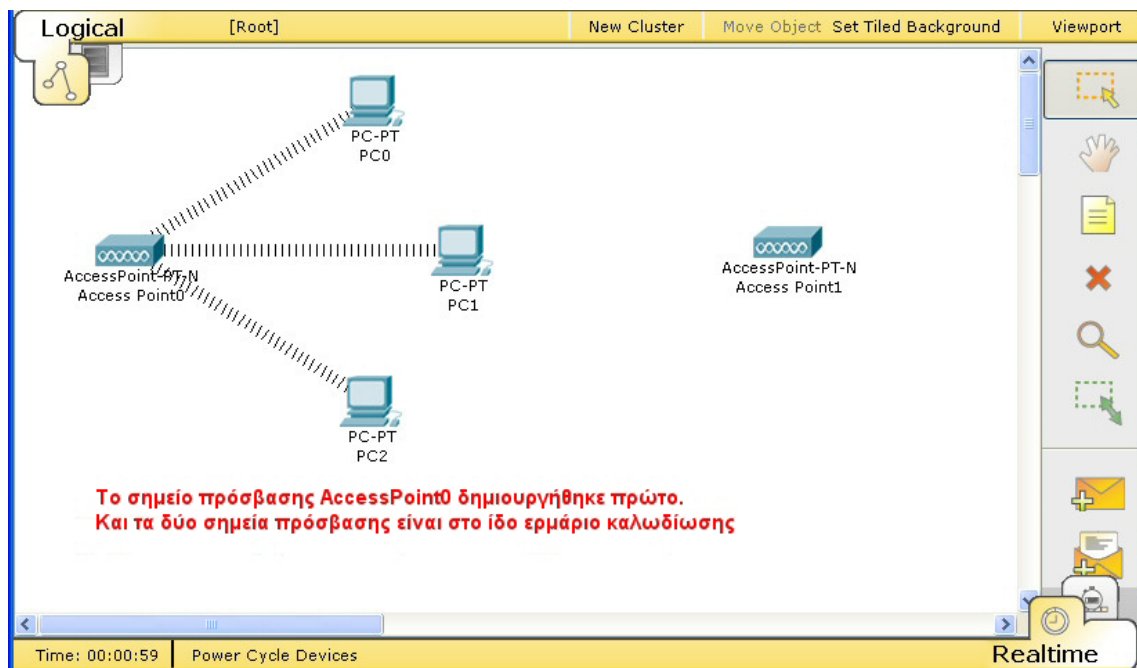 Logical
[Root]
New Cluster
Move Object
Set Tiled Background
Viewport
PC-PT
PC0
AccessPoint-PT-N
Access Point0
PC-PT
PC1
AccessPoint-PT-N
Access Point1
PC-PT
PC2
Το σημείο πρόσβασης AccessPoint0 δημιουργήθηκε πρώτο.
Και τα δύο σημεία πρόσβασης είναι στο ίδο ερμάριο καλωδίωσης
Time: 00:00:59
Power Cycle Devices
Realtime